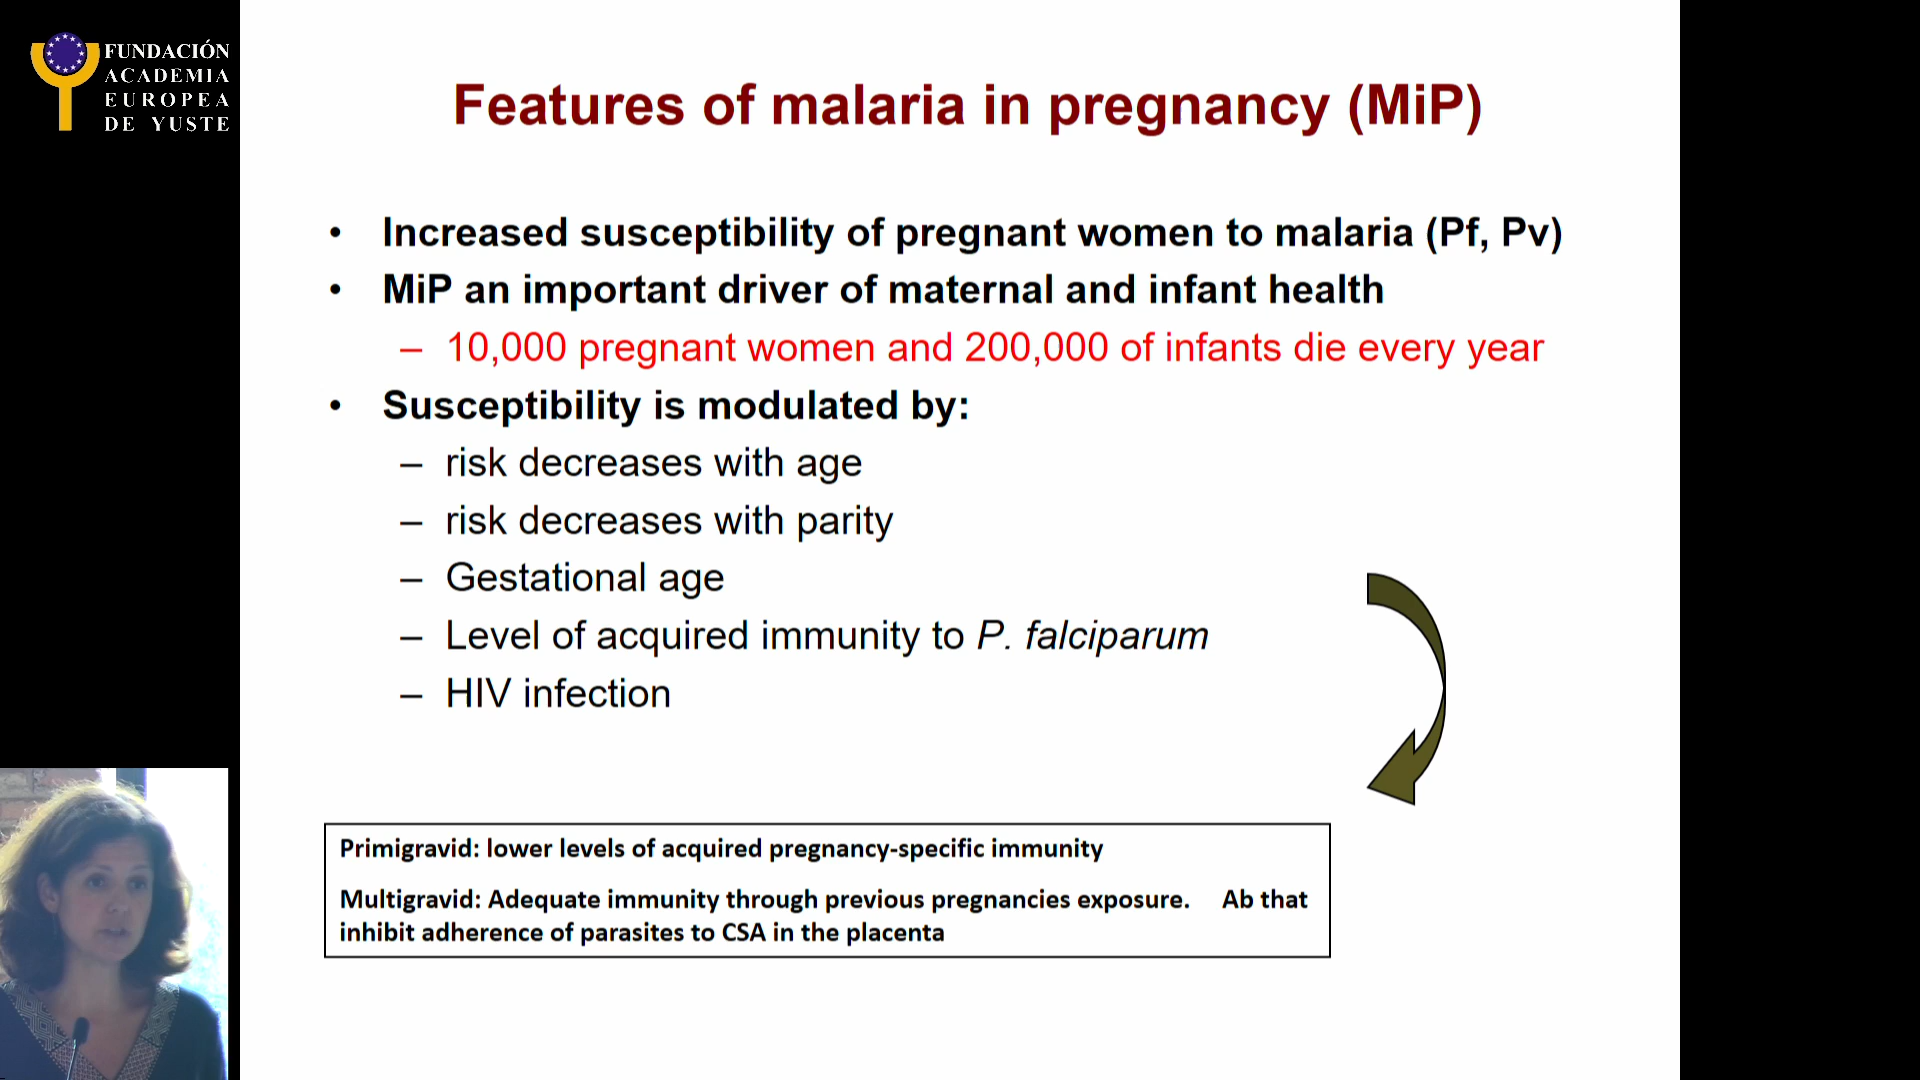 FUNDACIÓN
ACADEMIA
EUROPEA
DE YUSTE
Features of malaria in pregnancy (MiP)
• Increased susceptibility of pregnant women to malaria (Pf, Pv)
• MiP an important driver of maternal and infant health
– 10,000 pregnant women and 200,000 of infants die every year
• Susceptibility is modulated by:
– risk decreases with age
– risk decreases with parity
– Gestational age
– Level of acquired immunity to P. falciparum
– HIV infection
Primigravid: lower levels of acquired pregnancy-specific immunity
Multigravid: Adequate immunity through previous pregnancies exposure. Ab that
inhibit adherence of parasites to CSA in the placenta